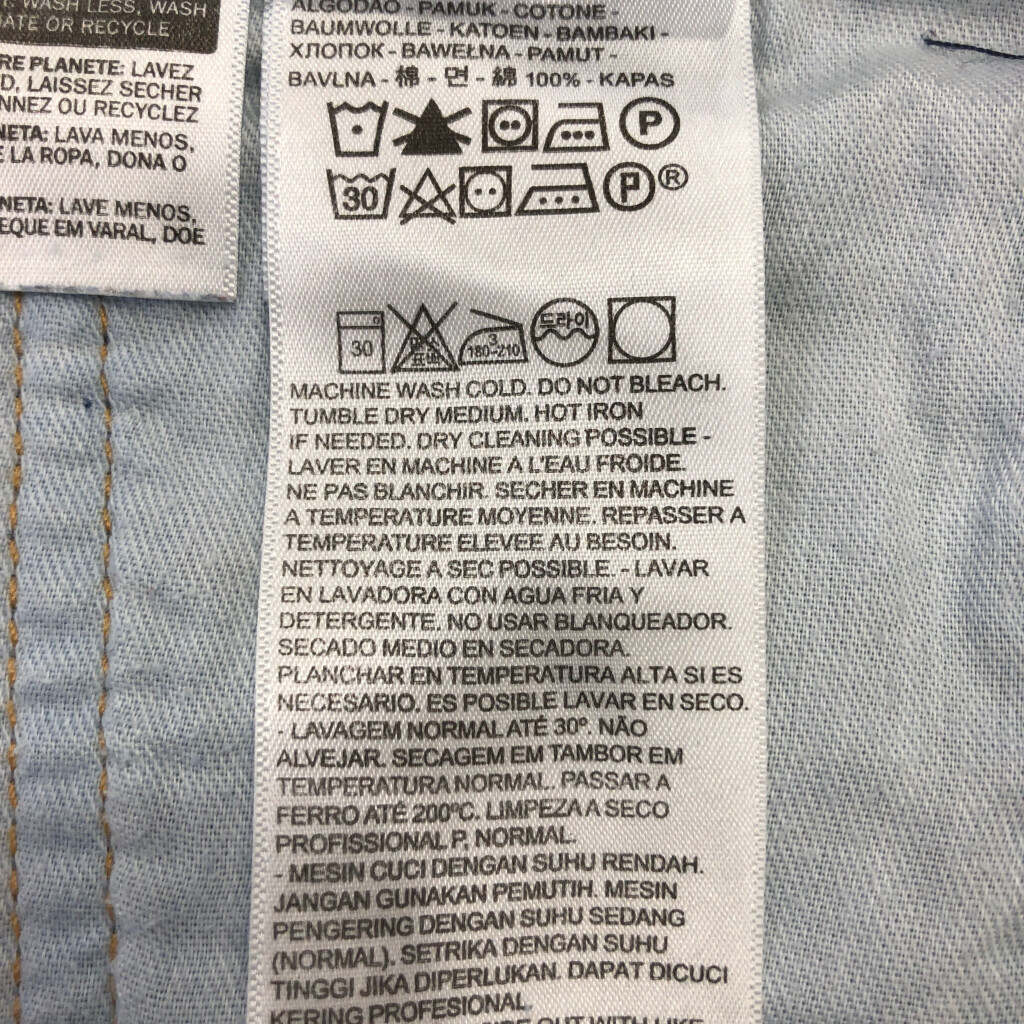 WASH LESS, WASH
ATE OR RECYCLE
RE PLANETE: LAVEZ
D, LAISSEZ SECHER
NNEZ OU RECYCLEZ
NETA: LAVA MENOS,
E LA ROPA, DONA O
NETA: LAVE MENOS,
EQUE EM VARAL, DOE
ALGODÃO - PAMUK - COTONE -
BAUMWOLLE - KATOEN - BAMBAKI -
ХЛОПОК - BAWEŁNA - PAMUT -
BAVLNA - 棉 - 면 - 綿 100% - KAPAS
P
30 P ®
30 3 180-210 드라이
MACHINE WASH COLD. DO NOT BLEACH.
TUMBLE DRY MEDIUM. HOT IRON
IF NEEDED. DRY CLEANING POSSIBLE -
LAVER EN MACHINE A L'EAU FROIDE.
NE PAS BLANCHIR. SECHER EN MACHINE
A TEMPERATURE MOYENNE. REPASSER A
TEMPERATURE ELEVEE AU BESOIN.
NETTOYAGE A SEC POSSIBLE. - LAVAR
EN LAVADORA CON AGUA FRIA Y
DETERGENTE. NO USAR BLANQUEADOR.
SECADO MEDIO EN SECADORA.
PLANCHAR EN TEMPERATURA ALTA SI ES
NECESARIO. ES POSIBLE LAVAR EN SECO.
- LAVAGEM NORMAL ATÉ 30º. NÃO
ALVEJAR. SECAGEM EM TAMBOR EM
TEMPERATURA NORMAL. PASSAR A
FERRO ATÉ 200ºC. LIMPEZA A SECO
PROFISSIONAL P, NORMAL.
- MESIN CUCI DENGAN SUHU RENDAH.
JANGAN GUNAKAN PEMUTIH. MESIN
PENGERING DENGAN SUHU SEDANG
(NORMAL). SETRIKA DENGAN SUHU
TINGGI JIKA DIPERLUKAN. DAPAT DICUCI
KERING PROFESIONAL
OUT WITH LIKE